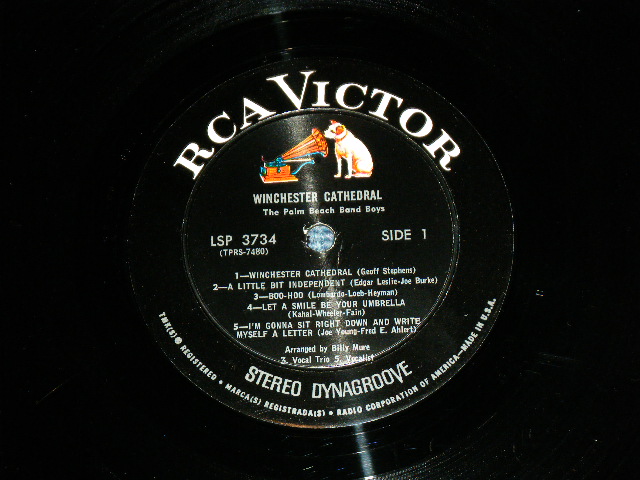 RCA VICTOR
WINCHESTER CATHEDRAL
The Palm Beach Band Boys
LSP 3734
(TPRS-7480)
SIDE 1
1—WINCHESTER CATHEDRAL (Geoff Stephens)
2—A LITTLE BIT INDEPENDENT (Edgar Leslie-Joe Burke)
3—BOO-HOO (Lombardo-Loeb-Heyman)
4—LET A SMILE BE YOUR UMBRELLA
(Kahal-Wheeler-Fain)
5—I'M GONNA SIT RIGHT DOWN AND WRITE
MYSELF A LETTER (Joe Young-Fred E. Ahlert)
Arranged by Billy Mure
3. Vocal Trio 5. Vocalist
STEREO DYNAGROOVE
TMK(S) ® REGISTERED • MARCA(S) REGISTRADA(S) • RADIO CORPORATION OF AMERICA—MADE IN U.S.A.